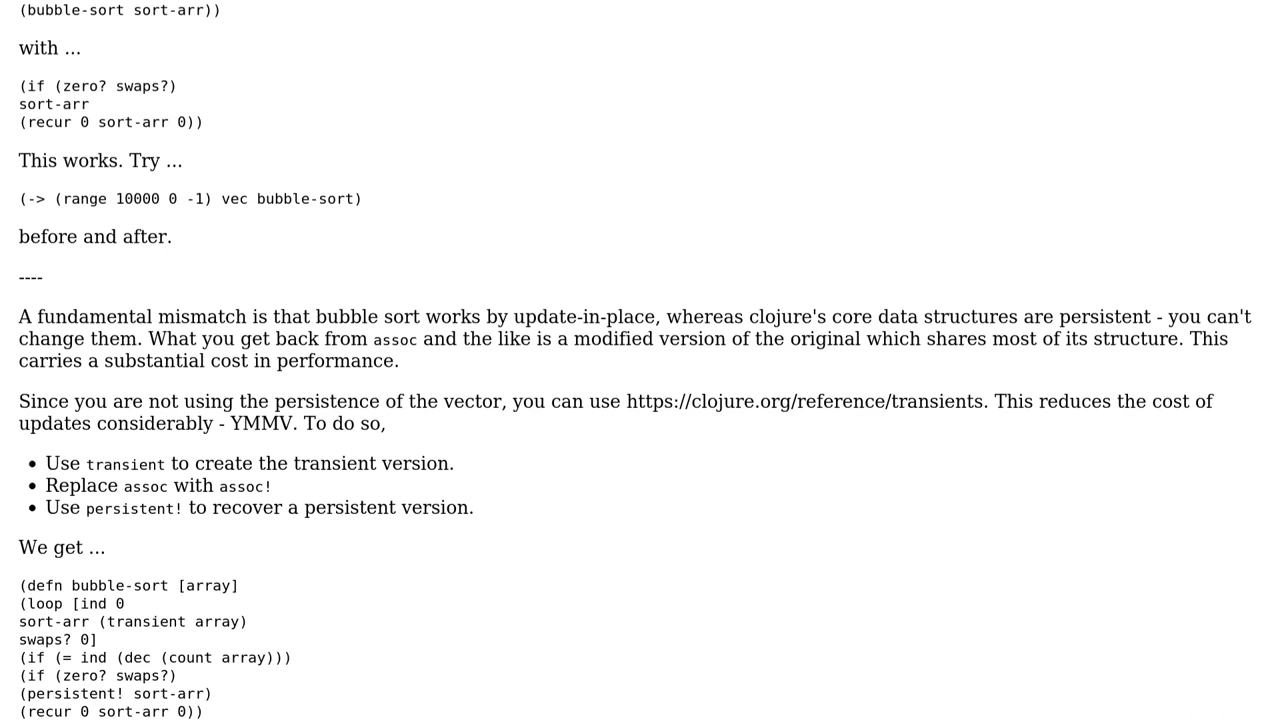 (bubble-sort sort-arr))
with ...
(if (zero? swaps?)
sort-arr
(recur 0 sort-arr 0))
This works. Try ...
(-> (range 10000 0 -1) vec bubble-sort)
before and after.
----
A fundamental mismatch is that bubble sort works by update-in-place, whereas clojure's core data structures are persistent - you can't
change them. What you get back from assoc and the like is a modified version of the original which shares most of its structure. This
carries a substantial cost in performance.
Since you are not using the persistence of the vector, you can use https://clojure.org/reference/transients. This reduces the cost of
updates considerably - YMMV. To do so,
• Use transient to create the transient version.
• Replace assoc with assoc!
• Use persistent! to recover a persistent version.
We get ...
(defn bubble-sort [array]
(loop [ind 0
sort-arr (transient array)
swaps? 0]
(if (= ind (dec (count array)))
(if (zero? swaps?)
(persistent! sort-arr)
(recur 0 sort-arr 0))